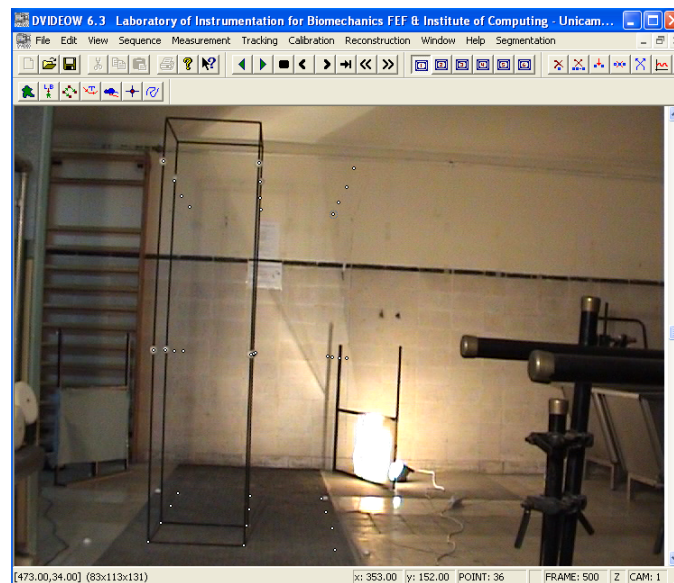 DVIDEOW 6.3 Laboratory of Instrumentation for Biomechanics FEF & Institute of Computing - Unicam...
File Edit View Sequence Measurement Tracking Calibration Reconstruction Window Help Segmentation
[473.00,34.00] (83x113x131) x: 353.00 y: 152.00 POINT: 36 FRAME: 500 Z CAM: 1